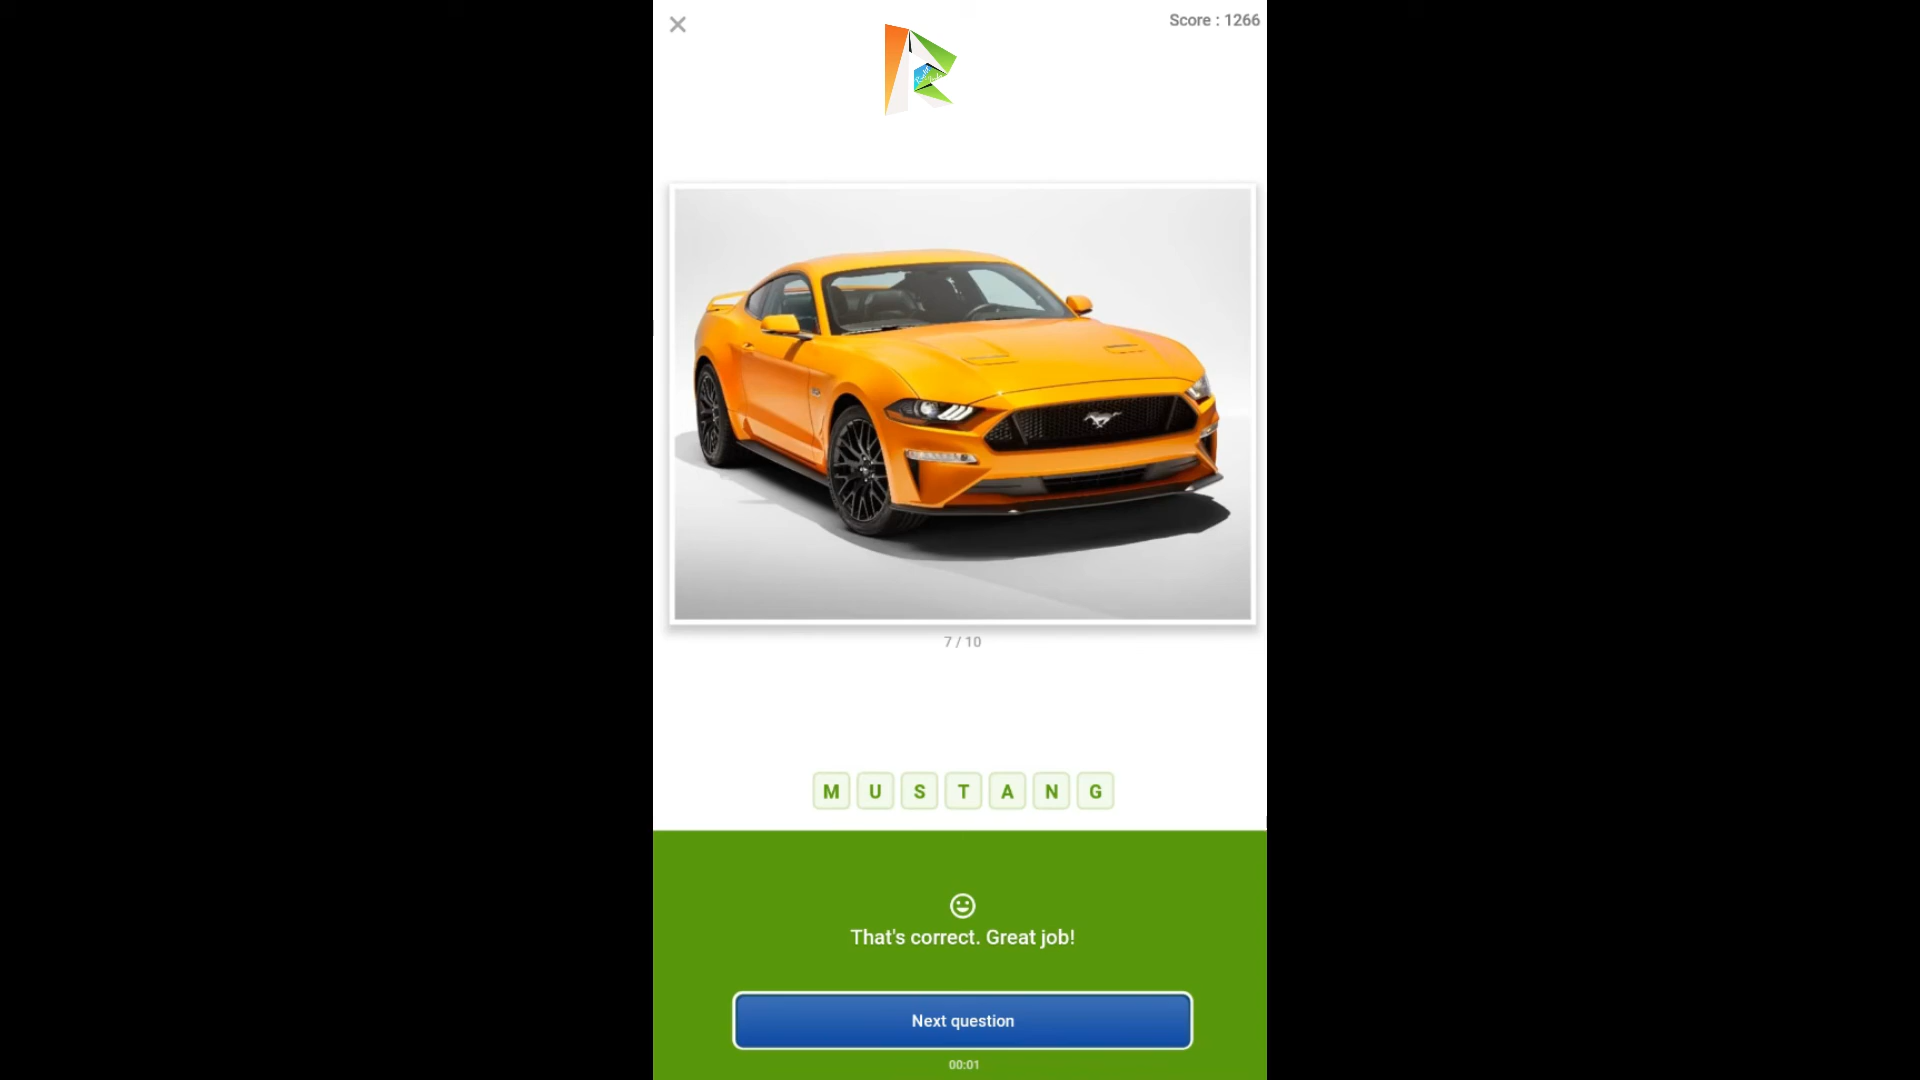 Score : 1266
7 / 10
M U S T A N G
That's correct. Great job!
Next question
00:01